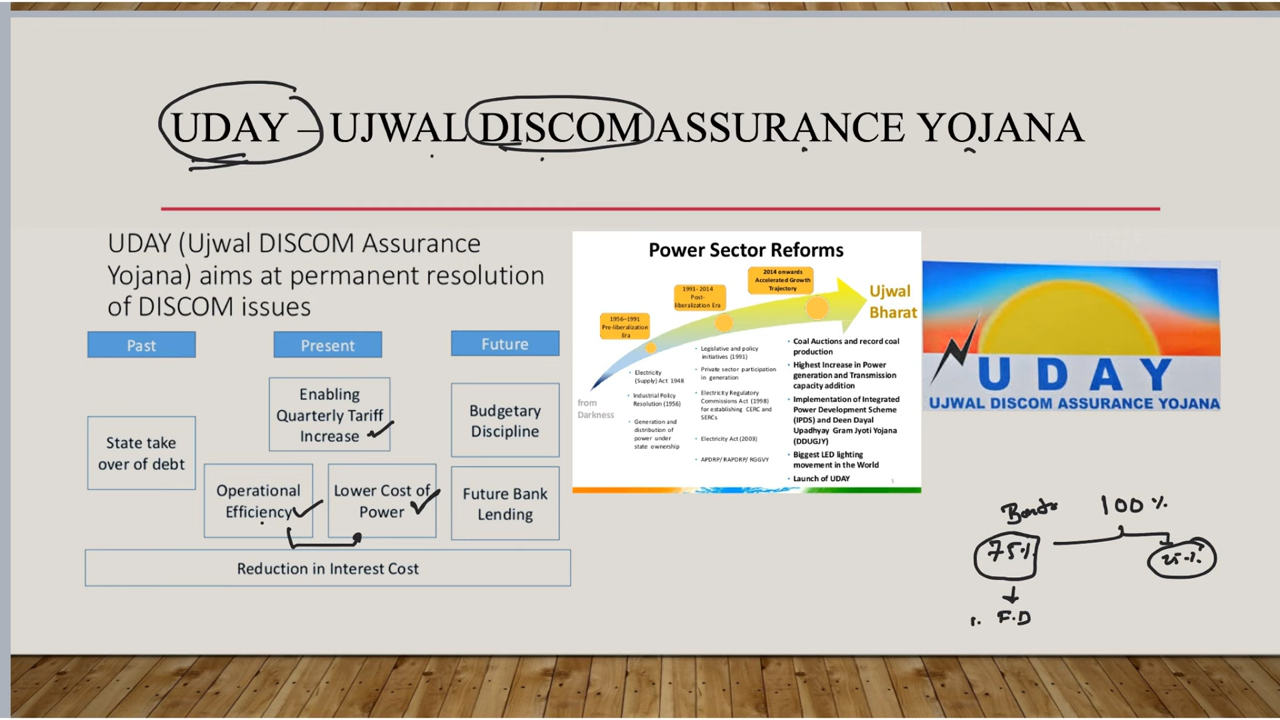 UDAY – UJWAL DISCOM ASSURANCE YOJANA
UDAY (Ujwal DISCOM Assurance
Yojana) aims at permanent resolution
of DISCOM issues
Past
Present
Future
State take
over of debt
Enabling
Quarterly Tariff
Increase
Operational
Efficiency
Lower Cost of
Power
Budgetary
Discipline
Future Bank
Lending
Reduction in Interest Cost
Power Sector Reforms
1956–1991
Pre-liberalization
Era
1991-2014
Post-
liberalization Era
2014 onwards
Accelerated Growth
Trajectory
Ujwal
Bharat
from
Darkness
• Electricity
(Supply) Act 1948
• Industrial Policy
Resolution (1956)
• Generation and
distribution of
power under
state ownership
• Legislative and policy
initiatives (1991)
• Private sector participation
in generation
• Electricity Regulatory
Commissions Act (1998)
for establishing CERC and
SERCs
• Electricity Act (2003)
• APDRP/ RAPDRP/ RGGVY
• Coal Auctions and record coal
production
• Highest Increase in Power
generation and Transmission
capacity addition
• Implementation of Integrated
Power Development Scheme
(IPDS) and Deen Dayal
Upadhyay Gram Jyoti Yojana
(DDUGJY)
• Biggest LED lighting
movement in the World
• Launch of UDAY
1
UDAY
UJWAL DISCOM ASSURANCE YOJANA
Bonds 100%
75% 25%
1. F.D